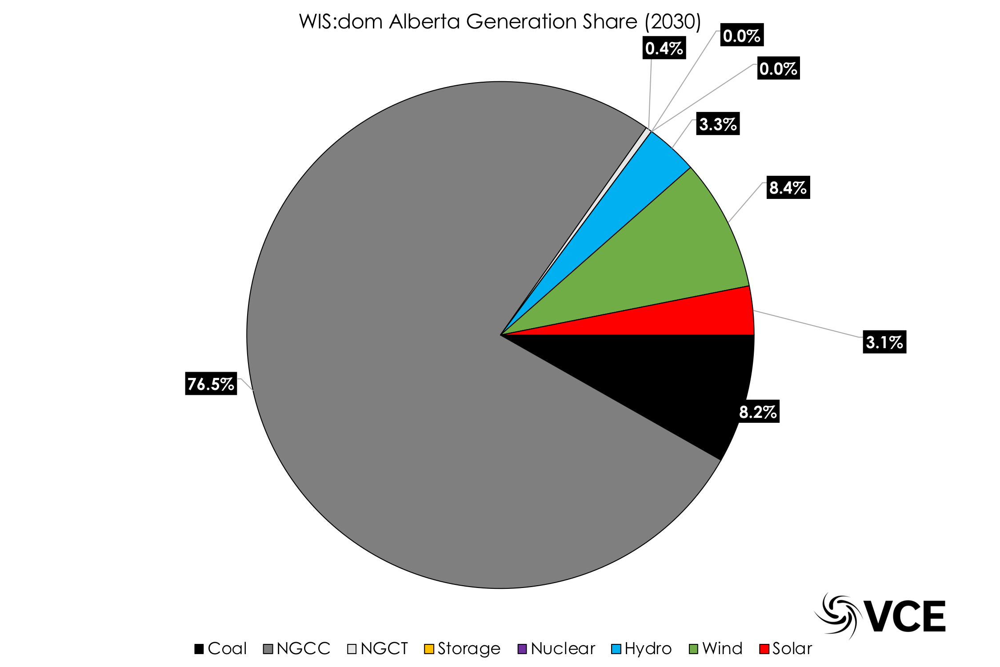 WIS:dom Alberta Generation Share (2030)
0.0%
0.4%
0.0%
3.3%
8.4%
3.1%
76.5%
8.2%
VCE
Coal NGCC NGCT Storage Nuclear Hydro Wind Solar